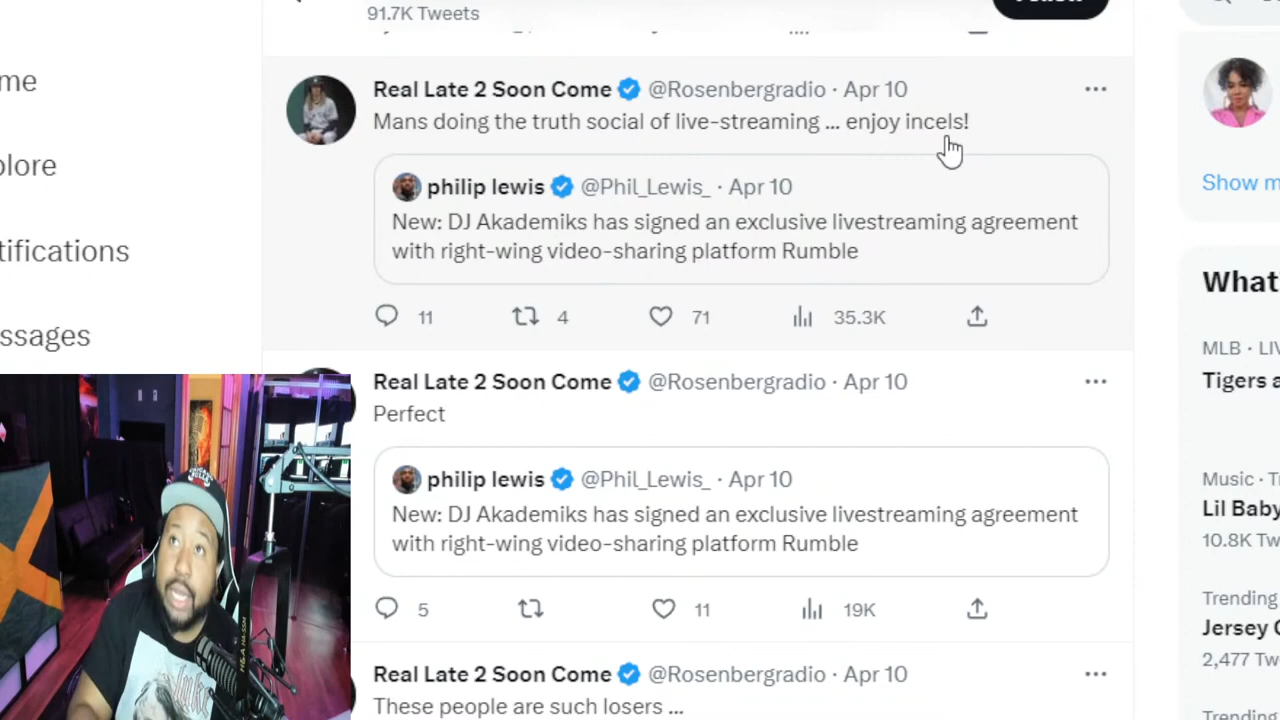 91.7K Tweets
me
plore
tifications
ssages
Real Late 2 Soon Come @Rosenbergradio · Apr 10
Mans doing the truth social of live-streaming ... enjoy incels!
philip lewis @Phil_Lewis_ · Apr 10
New: DJ Akademiks has signed an exclusive livestreaming agreement
with right-wing video-sharing platform Rumble
11 4 71 35.3K
Real Late 2 Soon Come @Rosenbergradio · Apr 10
Perfect
philip lewis @Phil_Lewis_ · Apr 10
New: DJ Akademiks has signed an exclusive livestreaming agreement
with right-wing video-sharing platform Rumble
5 11 19K
Real Late 2 Soon Come @Rosenbergradio · Apr 10
These people are such losers ...
Show m
What'
MLB · LIV
Tigers a
Music · T
Lil Baby
10.8K Tw
Trending
Jersey C
2,477 Tw
Trending